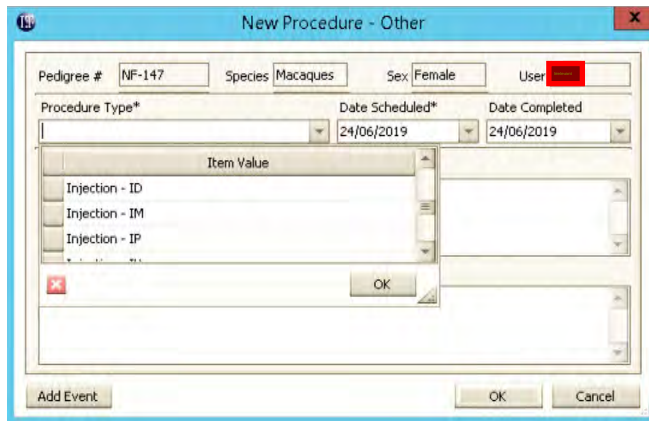 New Procedure - Other
x
Pedigree # NF-147 Species Macaques Sex Female User
Procedure Type* Date Scheduled* Date Completed
24/06/2019 24/06/2019
Item Value
Injection - ID
Injection - IM
Injection - IP
OK
Add Event OK Cancel